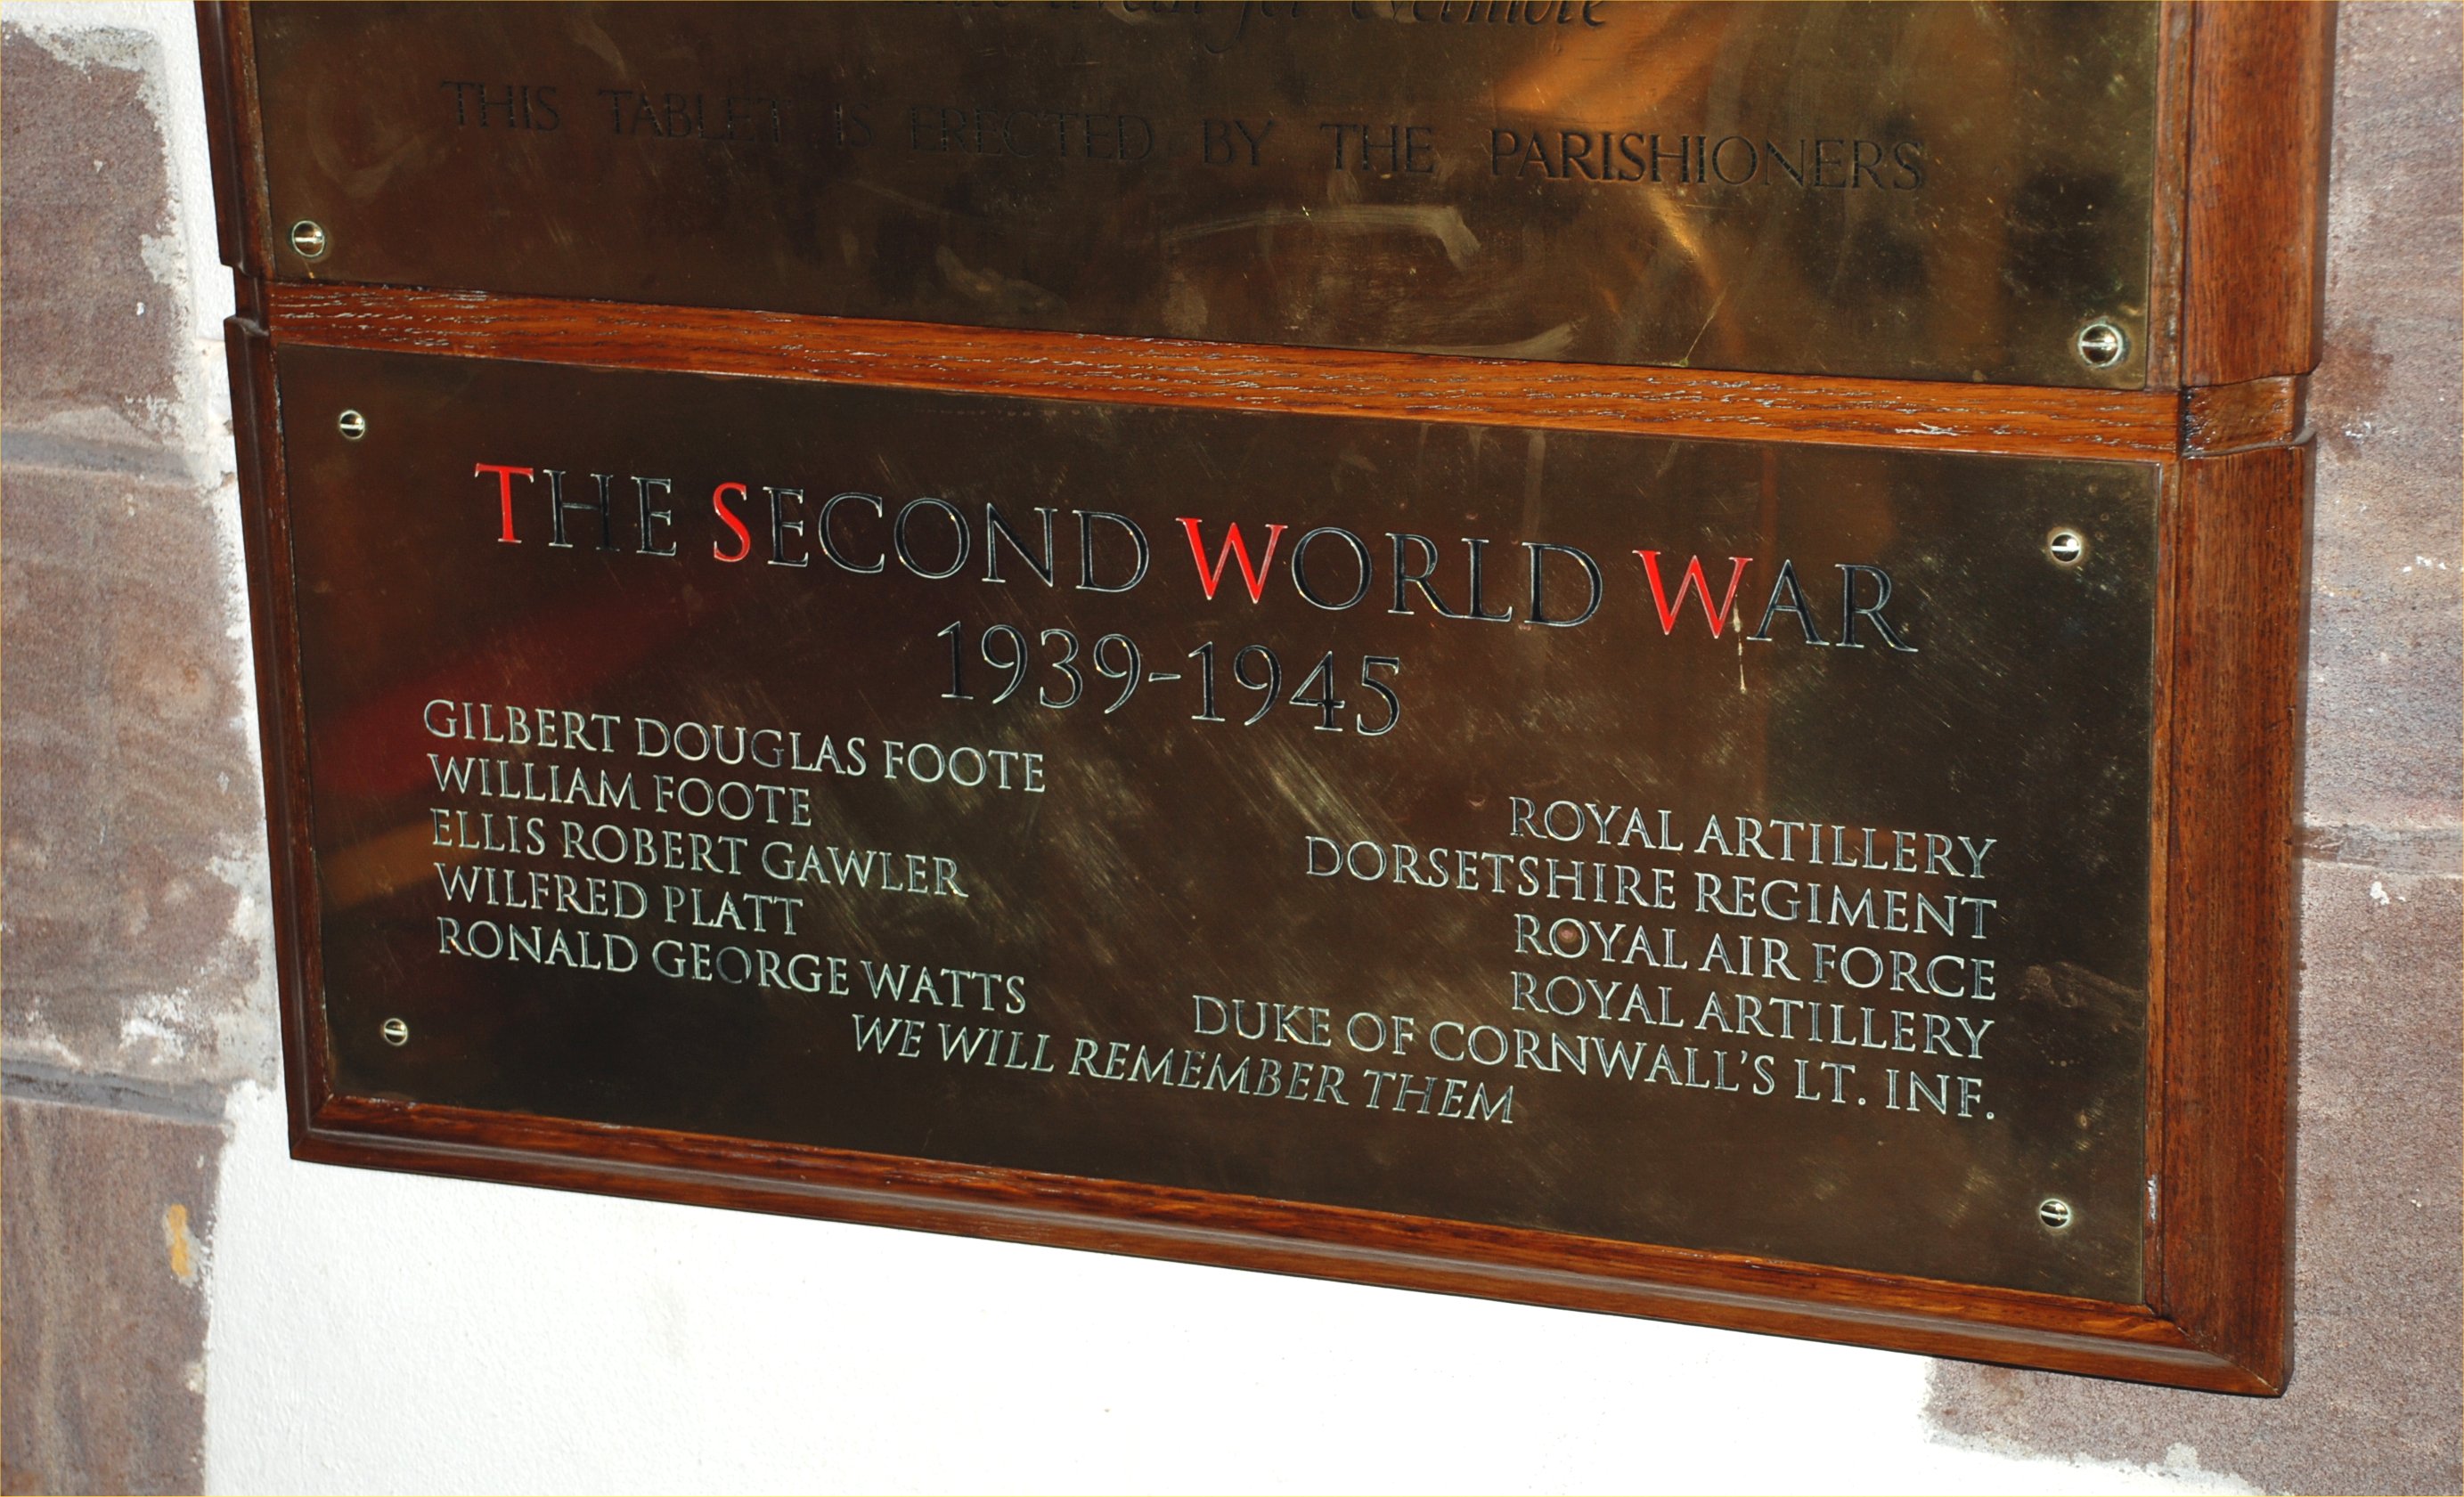 for evermore
THIS TABLET IS ERECTED BY THE PARISHIONERS
THE SECOND WORLD WAR
1939-1945
GILBERT DOUGLAS FOOTE ROYAL ARTILLERY
WILLIAM FOOTE DORSETSHIRE REGIMENT
ELLIS ROBERT GAWLER ROYAL AIR FORCE
WILFRED PLATT ROYAL ARTILLERY
RONALD GEORGE WATTS DUKE OF CORNWALL'S LT. INF.
WE WILL REMEMBER THEM